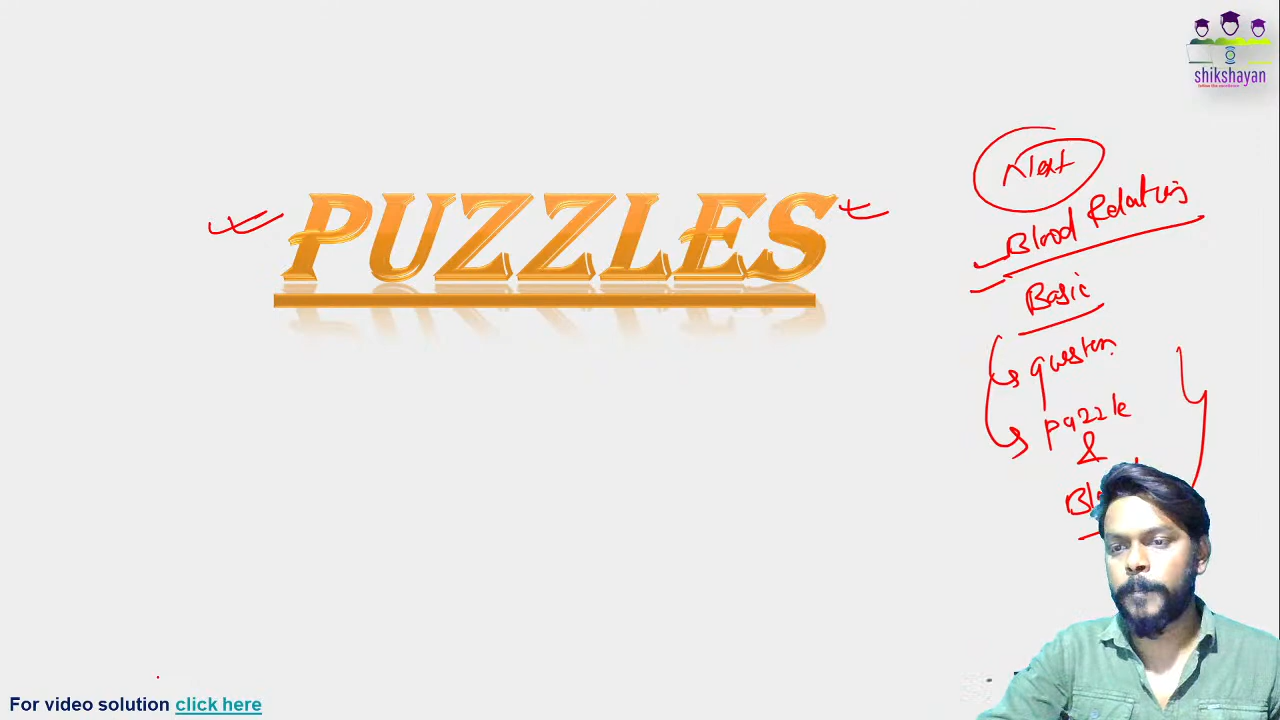 shikshayan
PUZZLES
Next
Blood Relations
Basic
question
puzzle
&
For video solution click here